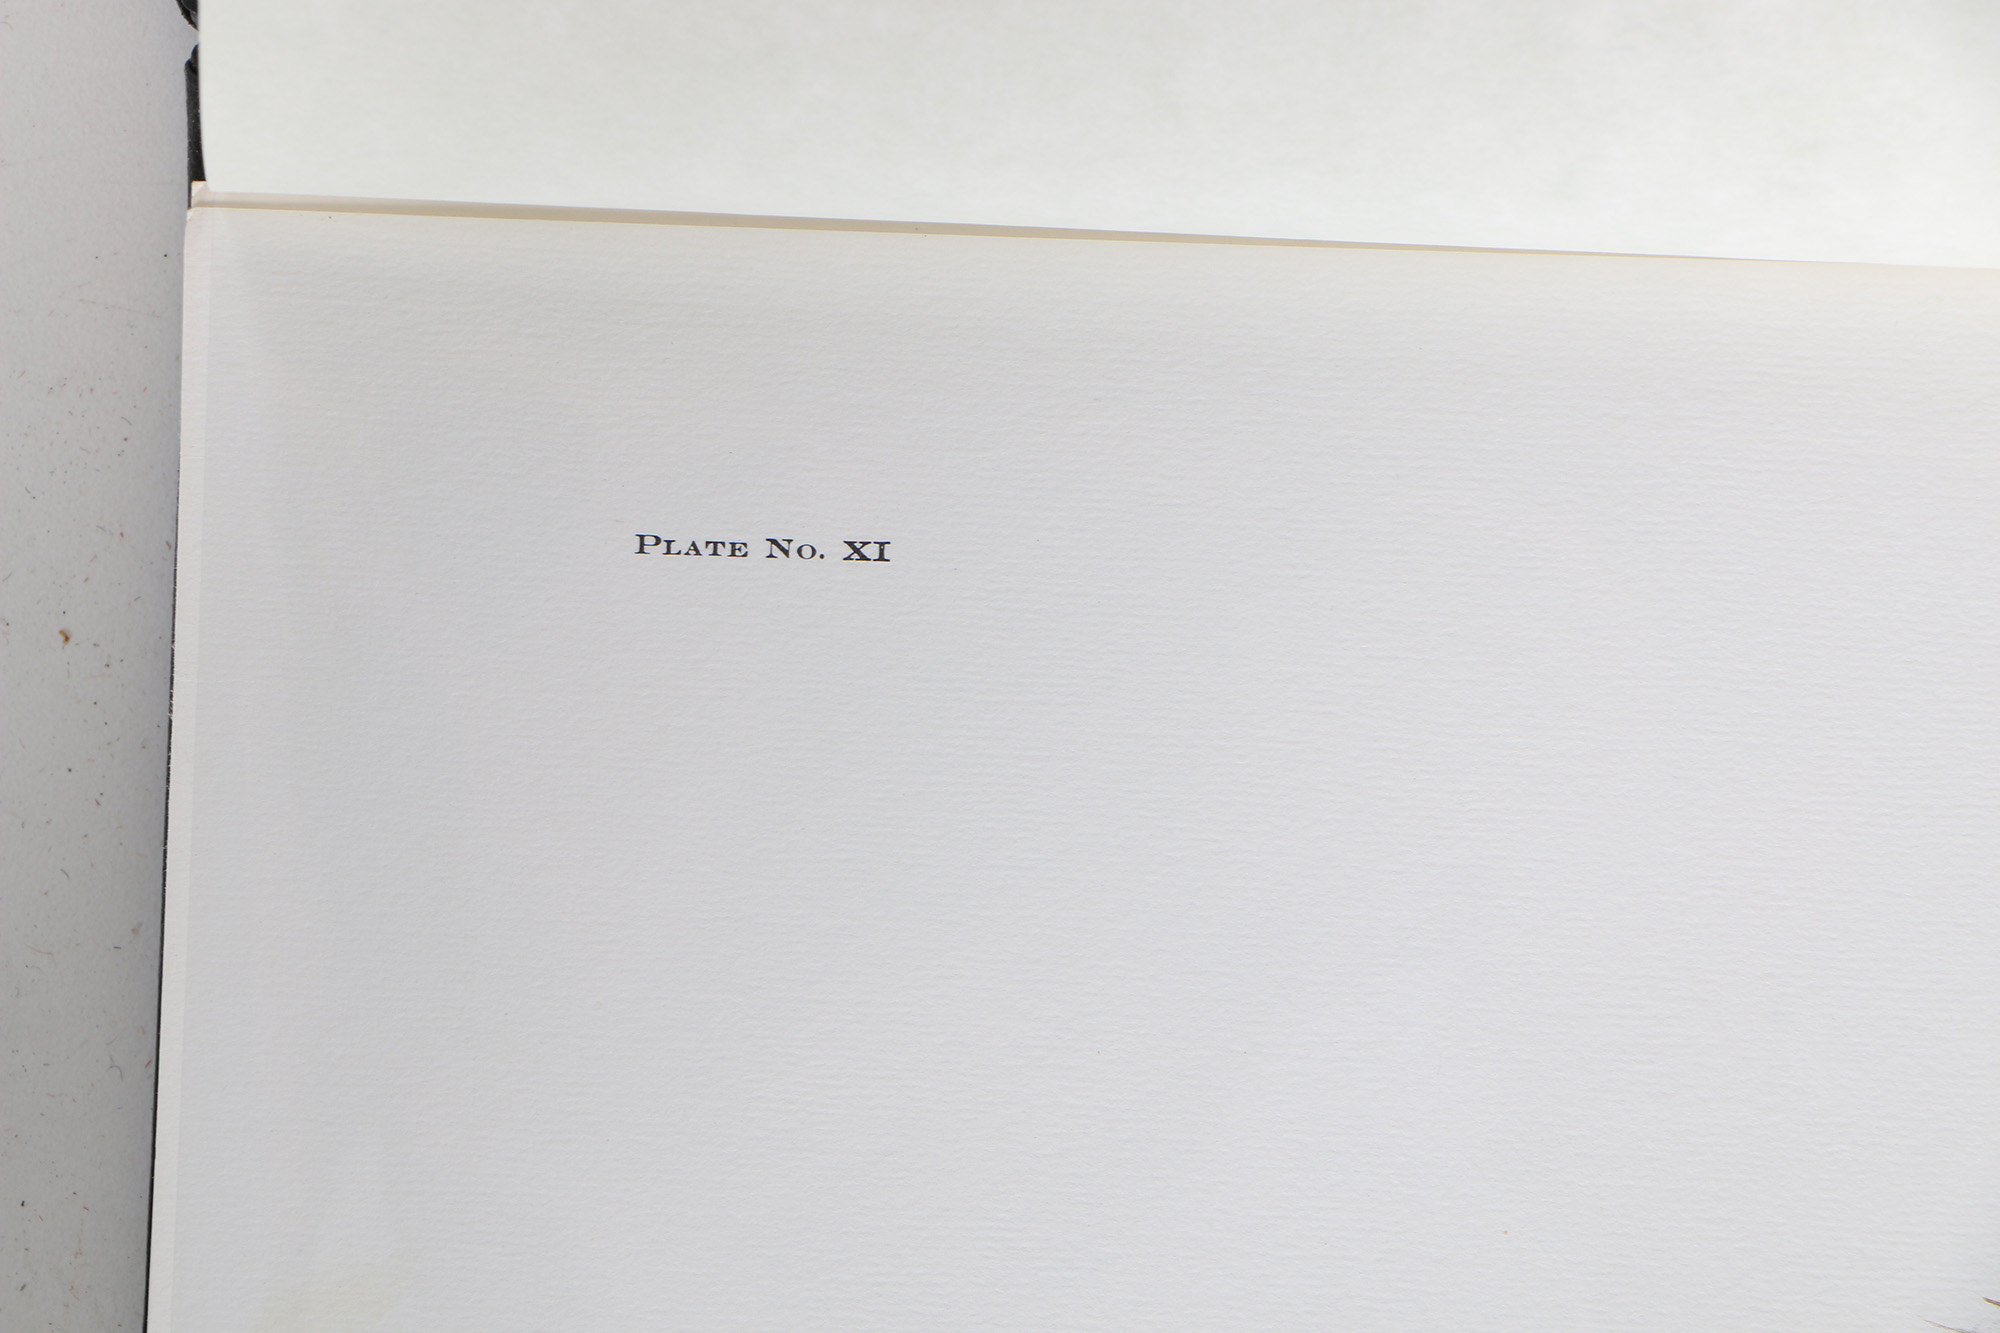 Plate No. XI